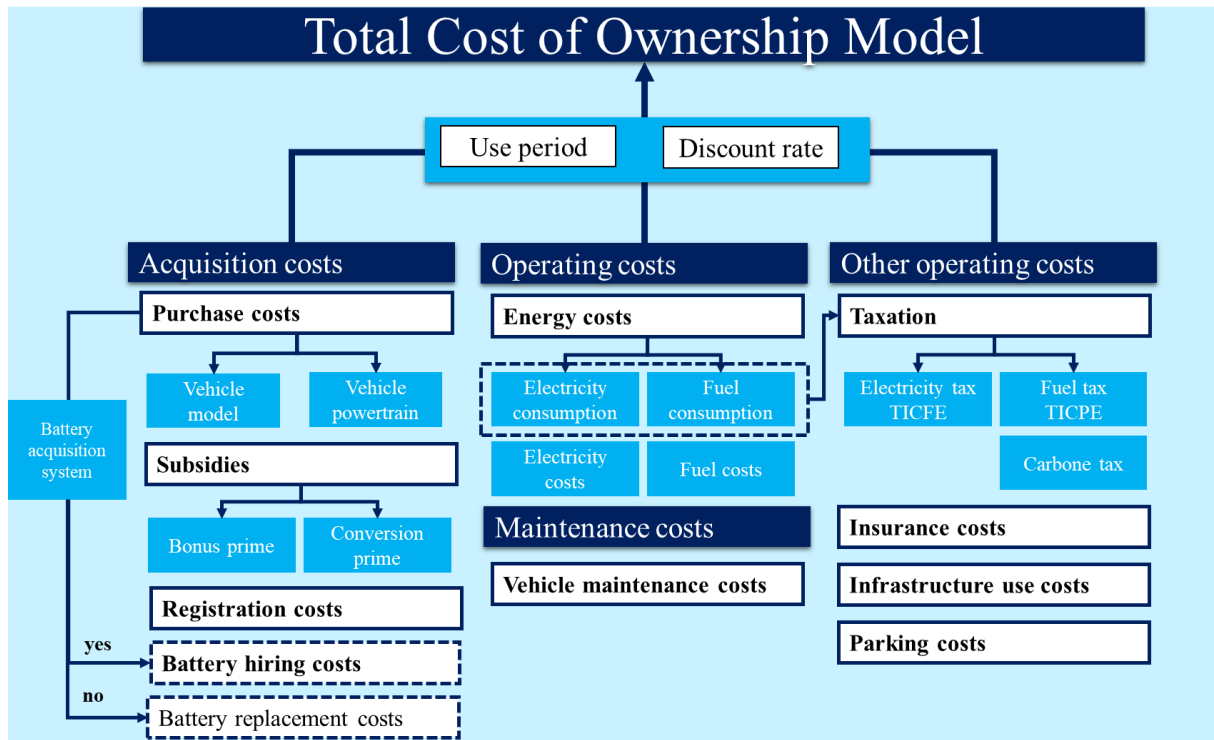 Total Cost of Ownership Model
Use period
Discount rate
Acquisition costs
Purchase costs
Vehicle
model
Vehicle
powertrain
Battery
acquisition
system
Subsidies
Bonus prime
Conversion
prime
Registration costs
yes
Battery hiring costs
no
Battery replacement costs
Operating costs
Energy costs
Electricity
consumption
Fuel
consumption
Electricity
costs
Fuel costs
Maintenance costs
Vehicle maintenance costs
Other operating costs
Taxation
Electricity tax
TICFE
Fuel tax
TICPE
Carbone tax
Insurance costs
Infrastructure use costs
Parking costs